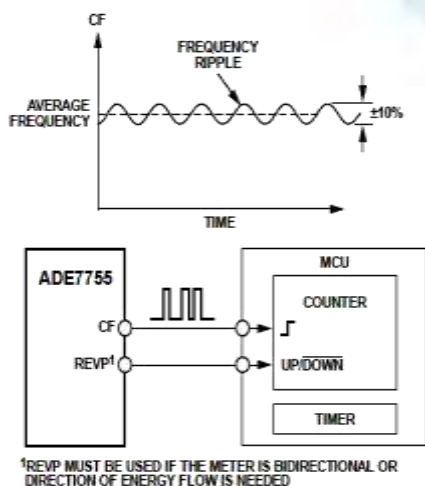 CF
FREQUENCY
RIPPLE
AVERAGE
FREQUENCY
±10%
TIME
MCU
ADE7755
COUNTER
CF
REVP¹
UP/DOWN
TIMER
¹REVP MUST BE USED IF THE METER IS BIDIRECTIONAL OR
DIRECTION OF ENERGY FLOW IS NEEDED